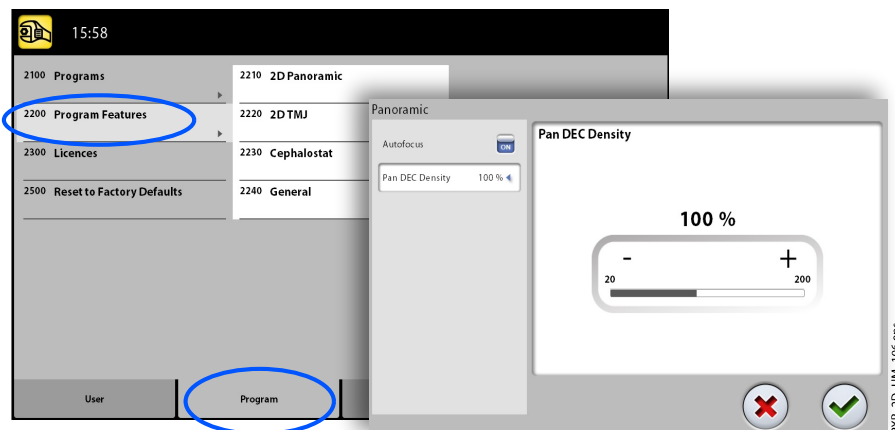 15:58
2100 Programs
2200 Program Features
2300 Licences
2500 Reset to Factory Defaults
2210 2D Panoramic
2220 2D TMJ
2230 Cephalostat
2240 General
User
Program
Panoramic
Autofocus ON
Pan DEC Density 100 %
Pan DEC Density
100 %
- +
20 200